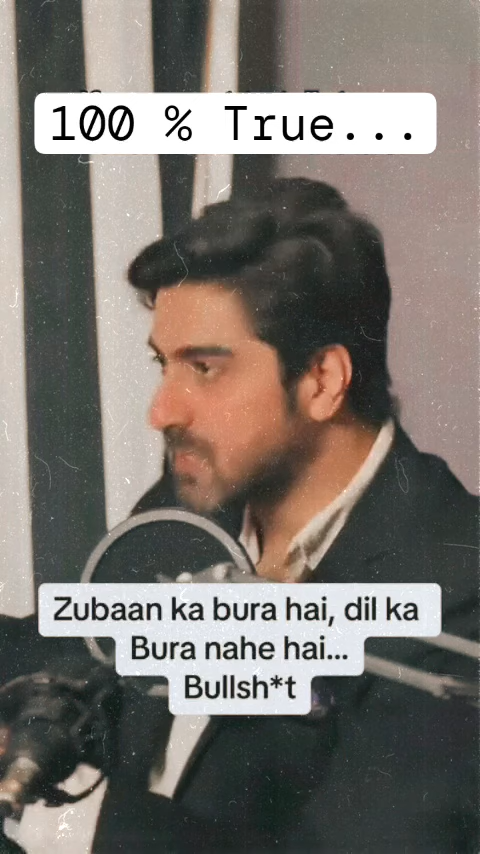 100 % True...
Zubaan ka bura hai, dil ka
Bura nahe hai...
Bullsh*t